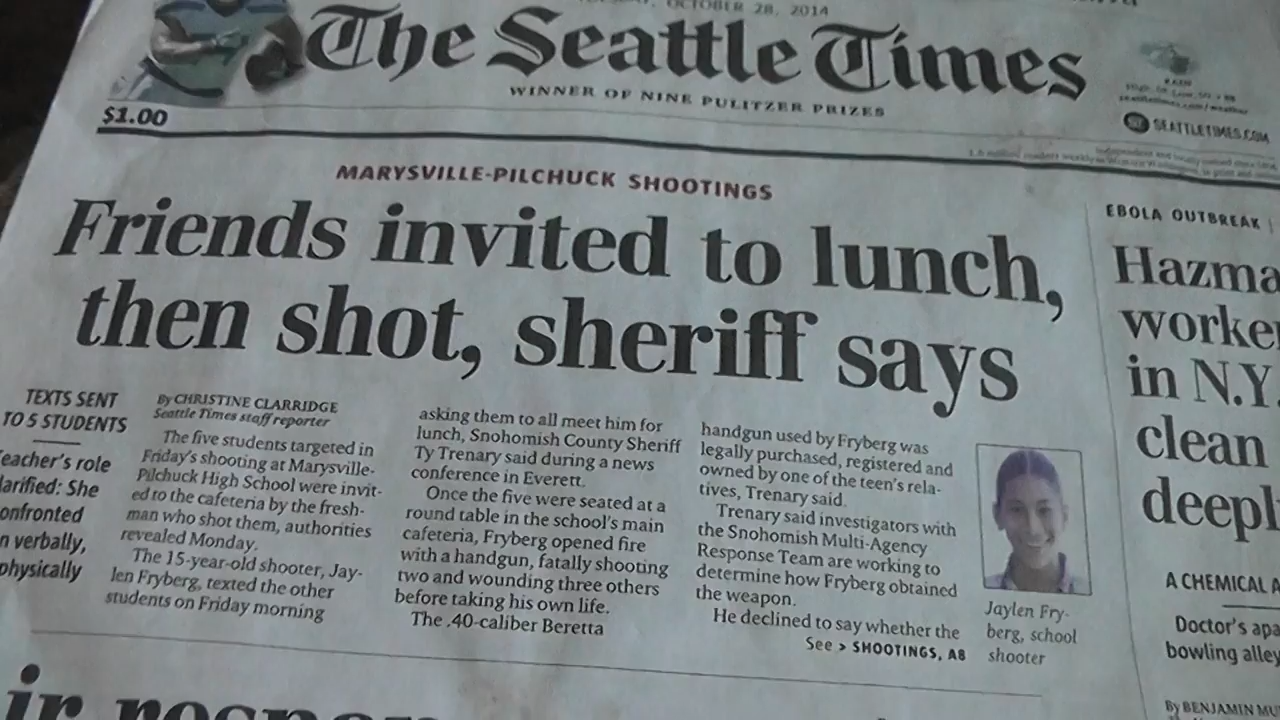 OCTOBER 28, 2014
The Seattle Times
WINNER OF NINE PULITZER PRIZES
$1.00
RAIN
SEATTLETIMES.COM
MARYSVILLE-PILCHUCK SHOOTINGS
Friends invited to lunch,
then shot, sheriff says
TEXTS SENT
TO 5 STUDENTS
eacher's role
larified: She
onfronted
n verbally,
physically
By CHRISTINE CLARRIDGE
Seattle Times staff reporter
The five students targeted in
Friday's shooting at Marysville-
Pilchuck High School were invit-
ed to the cafeteria by the fresh-
man who shot them, authorities
revealed Monday.
The 15-year-old shooter, Jay-
len Fryberg, texted the other
students on Friday morning
asking them to all meet him for
lunch, Snohomish County Sheriff
Ty Trenary said during a news
conference in Everett.
Once the five were seated at a
round table in the school's main
cafeteria, Fryberg opened fire
with a handgun, fatally shooting
two and wounding three others
before taking his own life.
The .40-caliber Beretta
handgun used by Fryberg was
legally purchased, registered and
owned by one of the teen's rela-
tives, Trenary said.
Trenary said investigators with
the Snohomish Multi-Agency
Response Team are working to
determine how Fryberg obtained
the weapon.
He declined to say whether the
See > SHOOTINGS, A8
Jaylen Fry-
berg, school
shooter
EBOLA OUTBREAK |
Hazma
worke
in N.Y.
clean
deepl
A CHEMICAL A
Doctor's apa
bowling alley
By BENJAMIN MU
ir respon